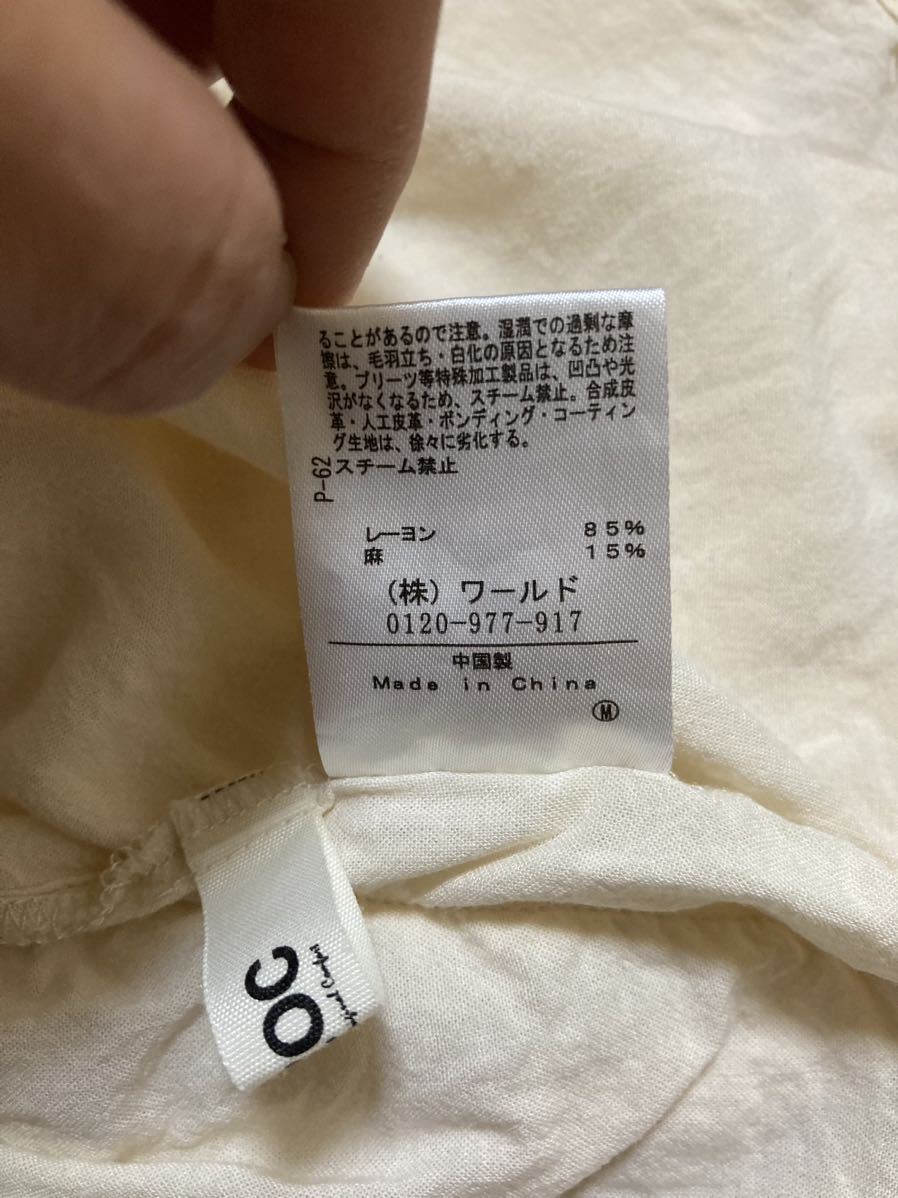 ることがあるので注意。湿潤での過剰な摩
擦は、毛羽立ち・白化の原因となるため注
意。プリーツ等特殊加工製品は、凹凸や光
沢がなくなるため、スチーム禁止。合成皮
革・人工皮革・ボンディング・コーティン
グ生地は、徐々に劣化する。
スチーム禁止
P-62
レーヨン 85%
麻 15%
(株)ワールド
0120-977-917
中国製
Made in China
M
OC